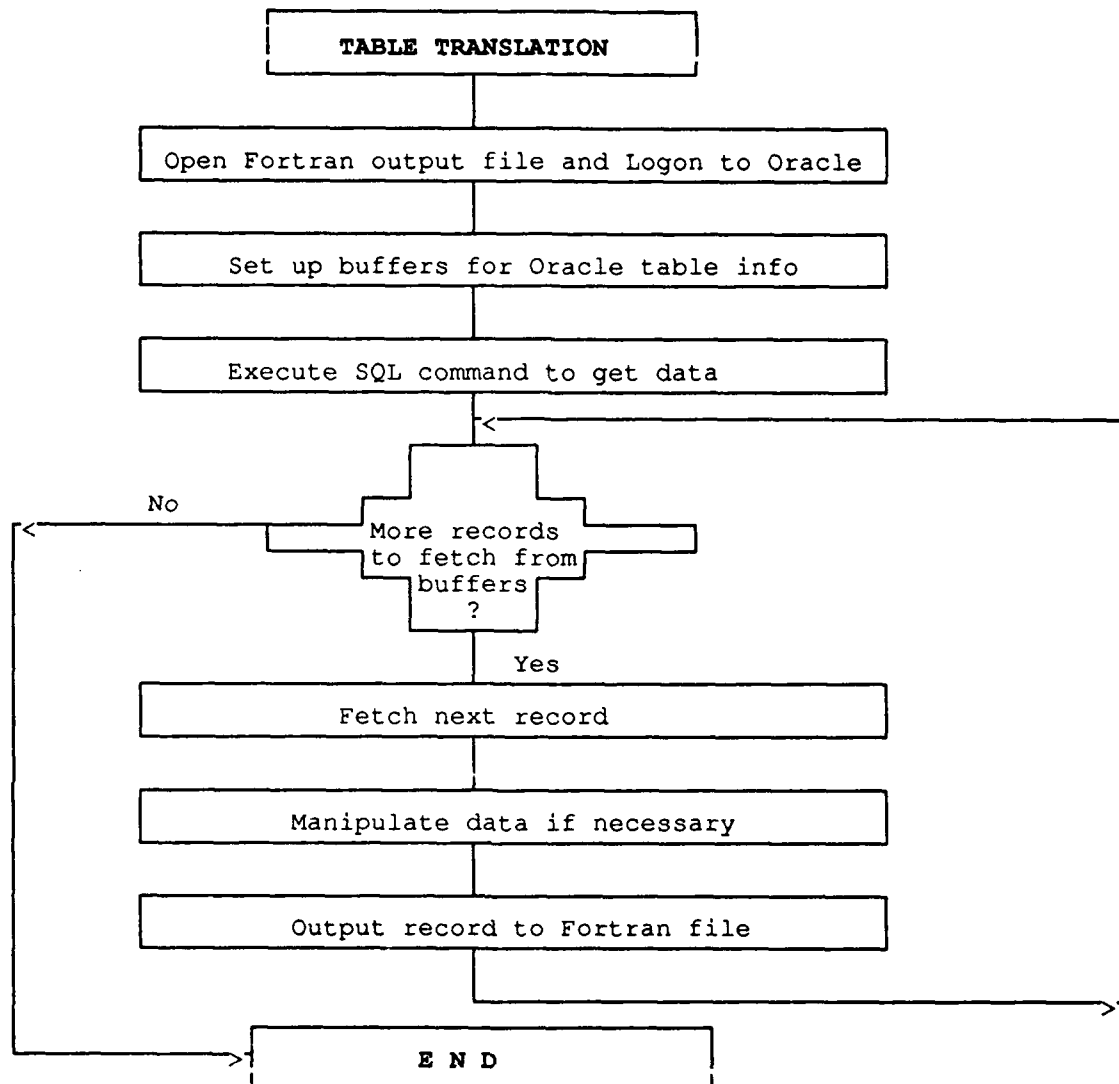 TABLE TRANSLATION
Open Fortran output file and Logon to Oracle
Set up buffers for Oracle table info
Execute SQL command to get data
No
More records
to fetch from
buffers
?
Yes
Fetch next record
Manipulate data if necessary
Output record to Fortran file
E N D